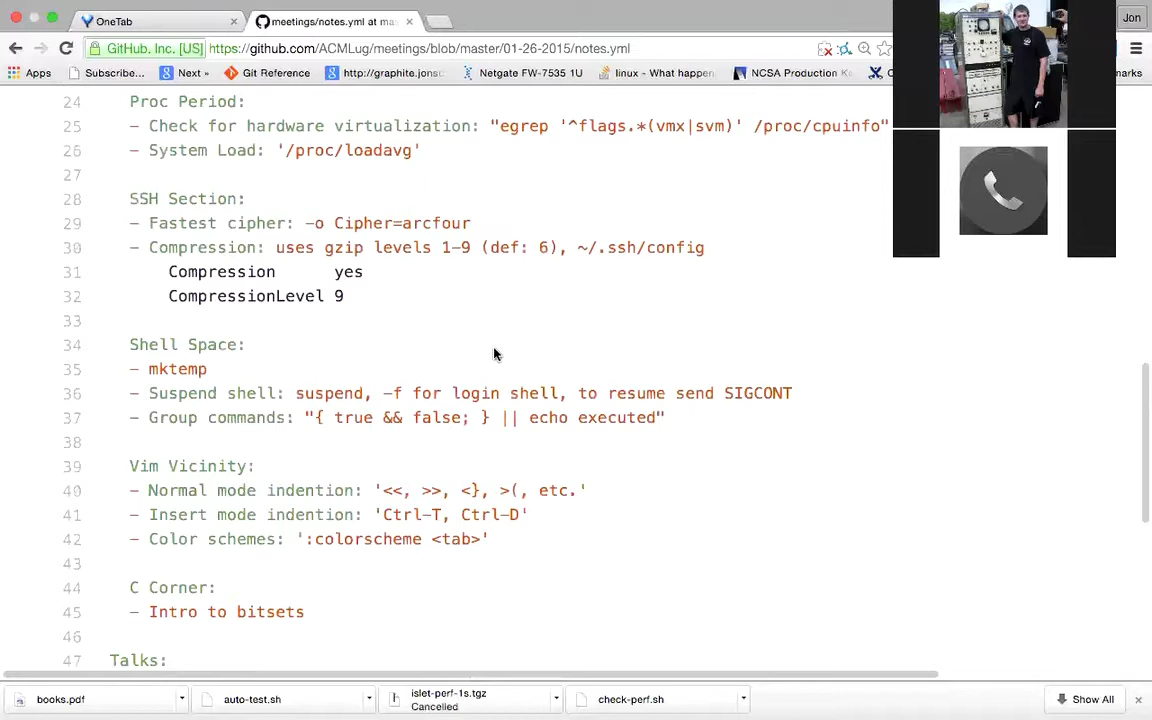 OneTab
meetings/notes.yml at mas
Jon
GitHub, Inc. [US] https://github.com/ACMLug/meetings/blob/master/01-26-2015/notes.yml
Apps Subscribe... Next » Git Reference http://graphite.jons Netgate FW-7535 1U linux - What happen NCSA Production K marks
24 Proc Period:
25 - Check for hardware virtualization: "egrep '^flags.*(vmx|svm)' /proc/cpuinfo"
26 - System Load: '/proc/loadavg'
27
28 SSH Section:
29 - Fastest cipher: -o Cipher=arcfour
30 - Compression: uses gzip levels 1-9 (def: 6), ~/.ssh/config
31 Compression yes
32 CompressionLevel 9
33
34 Shell Space:
35 - mktemp
36 - Suspend shell: suspend, -f for login shell, to resume send SIGCONT
37 - Group commands: "{ true && false; } || echo executed"
38
39 Vim Vicinity:
40 - Normal mode indention: '<<, >>, <}, >(, etc.'
41 - Insert mode indention: 'Ctrl-T, Ctrl-D'
42 - Color schemes: ':colorscheme <tab>'
43
44 C Corner:
45 - Intro to bitsets
46
47 Talks:
books.pdf
auto-test.sh
islet-perf-1s.tgz
Cancelled
check-perf.sh
Show All